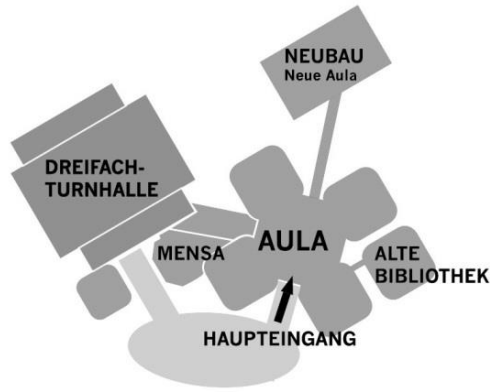 NEUBAU
Neue Aula
DREIFACH-
TURNHALLE
MENSA
AULA
ALTE
BIBLIOTHEK
HAUPTEINGANG